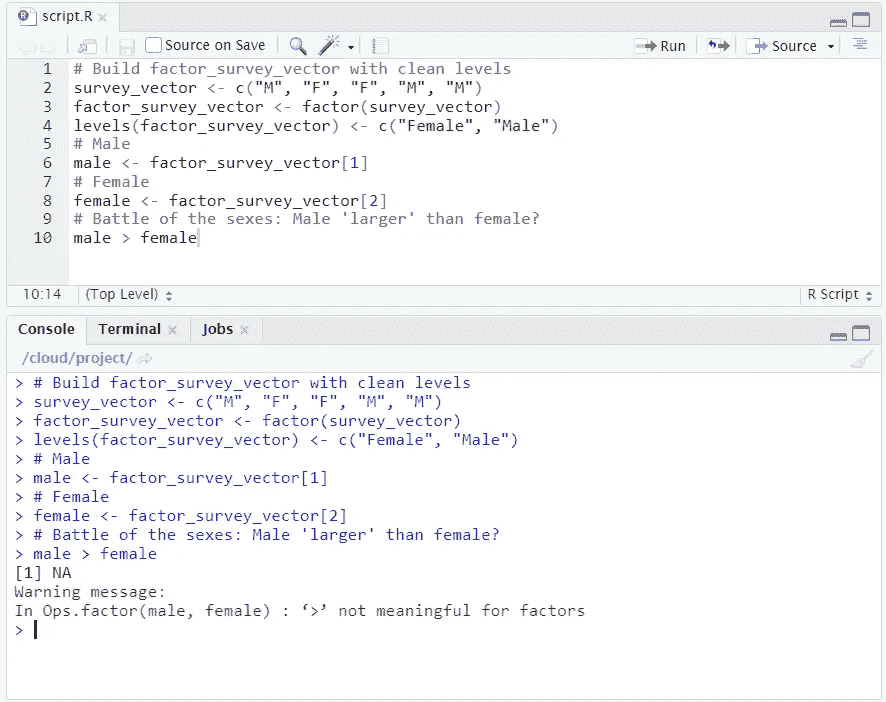 script.R
Source on Save Run Source
1 # Build factor_survey_vector with clean levels
2 survey_vector <- c("M", "F", "F", "M", "M")
3 factor_survey_vector <- factor(survey_vector)
4 levels(factor_survey_vector) <- c("Female", "Male")
5 # Male
6 male <- factor_survey_vector[1]
7 # Female
8 female <- factor_survey_vector[2]
9 # Battle of the sexes: Male 'larger' than female?
10 male > female
10:14 (Top Level) R Script
Console Terminal Jobs
/cloud/project/
> # Build factor_survey_vector with clean levels
> survey_vector <- c("M", "F", "F", "M", "M")
> factor_survey_vector <- factor(survey_vector)
> levels(factor_survey_vector) <- c("Female", "Male")
> # Male
> male <- factor_survey_vector[1]
> # Female
> female <- factor_survey_vector[2]
> # Battle of the sexes: Male 'larger' than female?
> male > female
[1] NA
Warning message:
In Ops.factor(male, female) : ‘>’ not meaningful for factors
>